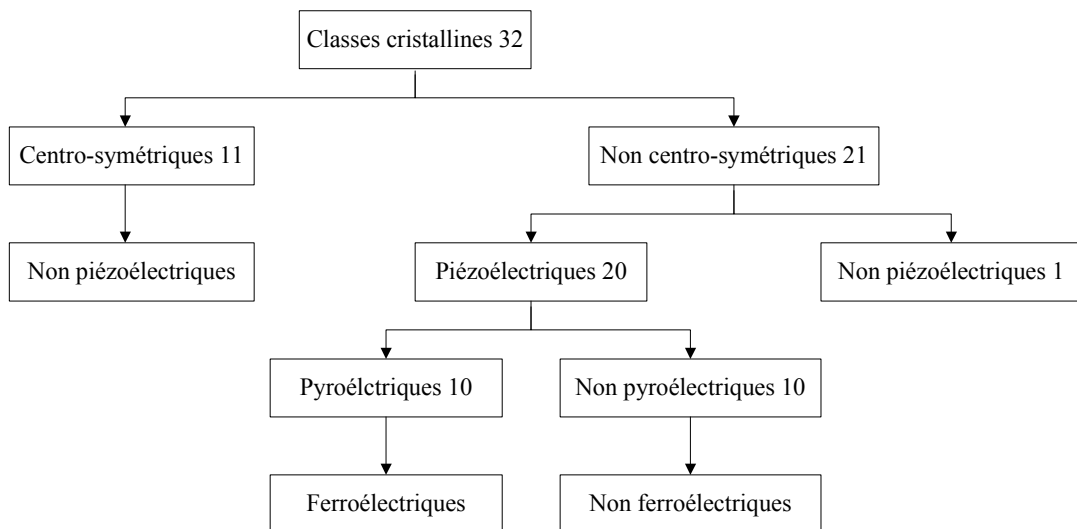 Classes cristallines 32
Centro-symétriques 11
Non centro-symétriques 21
Non piézoélectriques
Piézoélectriques 20
Non piézoélectriques 1
Pyroélctriques 10
Non pyroélectriques 10
Ferroélectriques
Non ferroélectriques